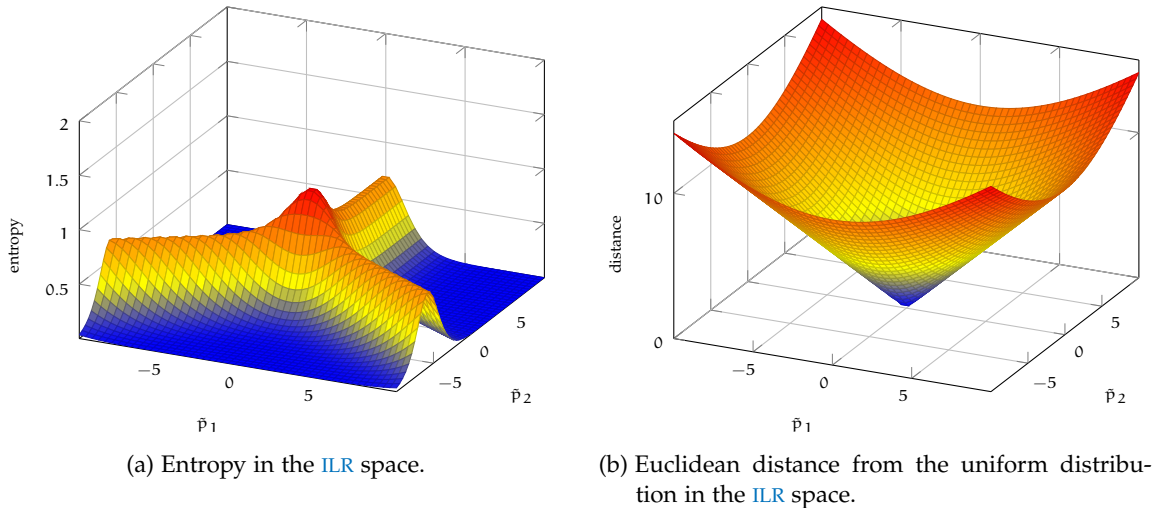 2
1.5
1
0.5
entropy
−5
0
5
p̃1
−5
0
5
p̃2
10
0
distance
−5
0
5
p̃1
−5
0
5
p̃2
(a) Entropy in the ILR space.
(b) Euclidean distance from the uniform distribu-
tion in the ILR space.